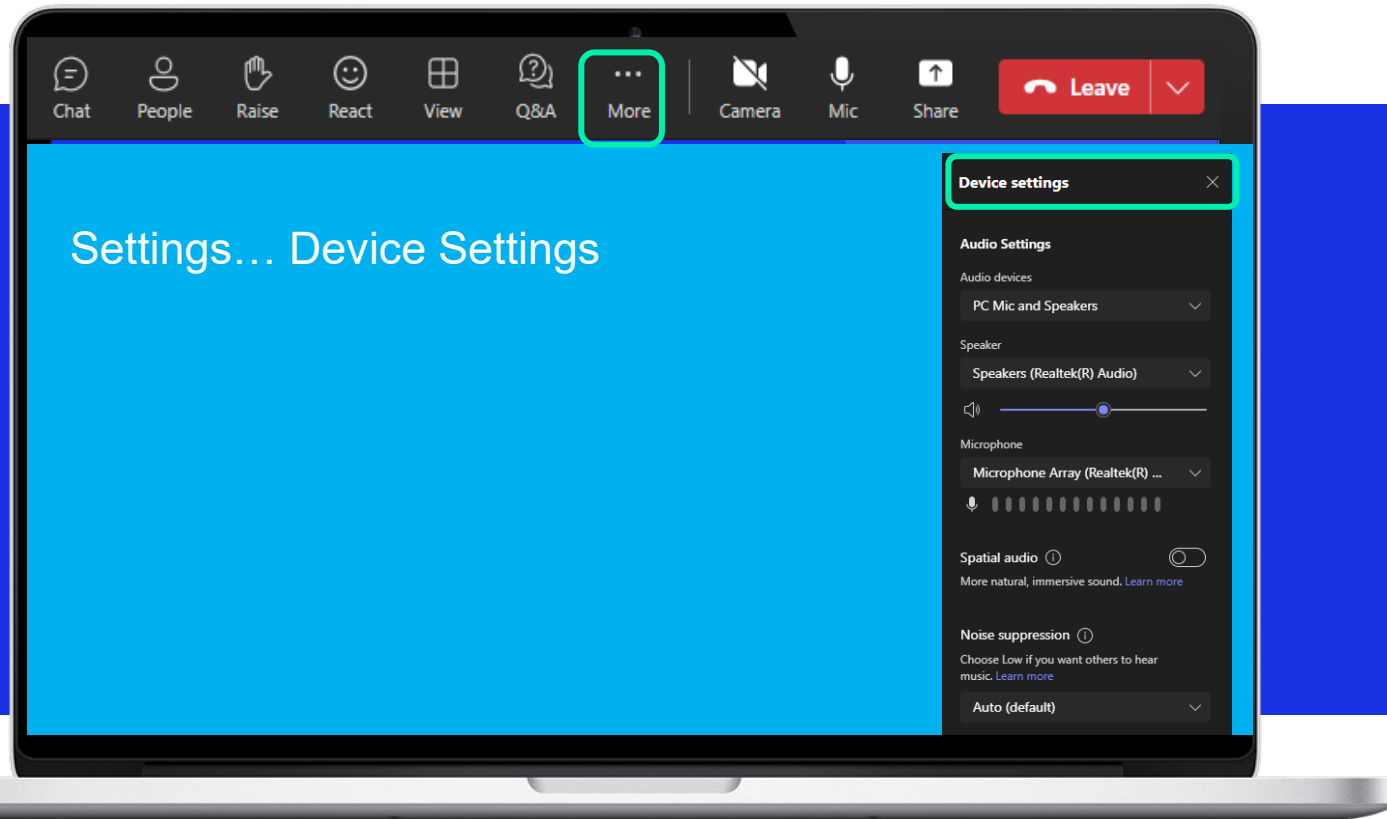 Chat People Raise React View Q&A More Camera Mic Share Leave
Settings... Device Settings
Device settings
Audio Settings
Audio devices
PC Mic and Speakers
Speaker
Speakers (Realtek(R) Audio)
Microphone
Microphone Array (Realtek(R) ...
Spatial audio
More natural, immersive sound. Learn more
Noise suppression
Choose Low if you want others to hear
music. Learn more
Auto (default)